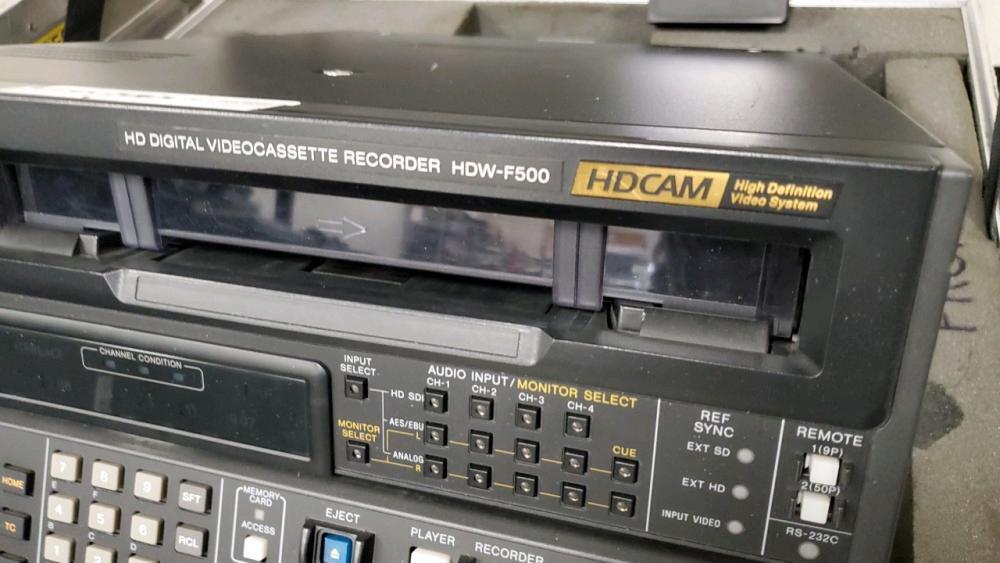 HD DIGITAL VIDEOCASSETTE RECORDER HDW-F500
HDCAM
High Definition
Video System
CHANNEL CONDITION
INPUT
SELECT
MONITOR
SELECT
AUDIO INPUT/MONITOR SELECT
CH-1
CH-2
CH-3
CH-4
HD SDI
AES/EBU
L
ANALOG
R
CUE
REF
SYNC
EXT SD
EXT HD
INPUT VIDEO
REMOTE
1(9P)
2(50P)
RS-232C
HOME
TC
7
8
9
SFT
E
F
4
5
6
RCL
B
C
D
1
2
MEMORY
CARD
ACCESS
EJECT
PLAYER
RECORDER